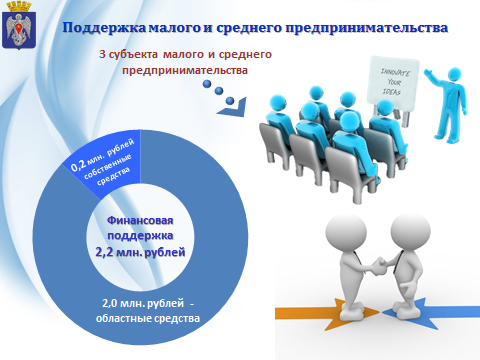 Поддержка малого и среднего предпринимательства
3 субъекта малого и среднего
предпринимательства
INNOVATE
YOUR
IDEAS
0,2 млн. рублей
собственные
средства
Финансовая
поддержка
2,2 млн. рублей
2,0 млн. рублей -
областные средства